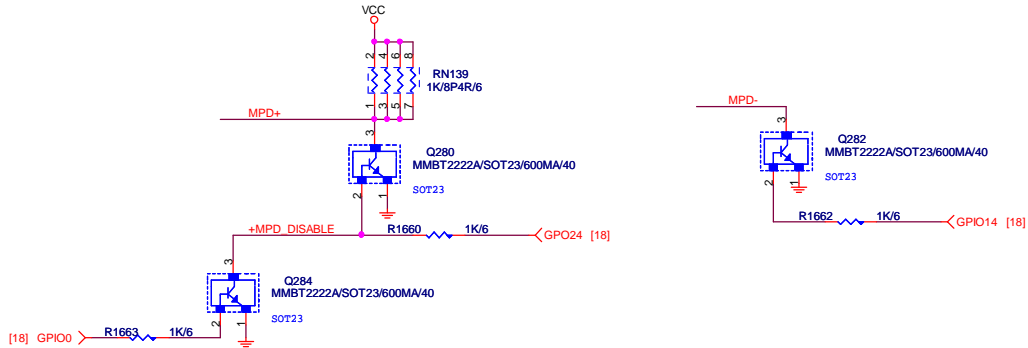 VCC
2 4 6 8
RN139
1K/8P4R/6
1 3 5 7
MPD+
MPD-
3
Q280
MMBT2222A/SOT23/600MA/40
SOT23
2 1
3
Q282
MMBT2222A/SOT23/600MA/40
SOT23
2 1
+MPD_DISABLE
R1660 1K/6
GPO24 [18]
R1662 1K/6
GPIO14 [18]
3
Q284
MMBT2222A/SOT23/600MA/40
SOT23
2 1
[18] GPIO0
R1663 1K/6